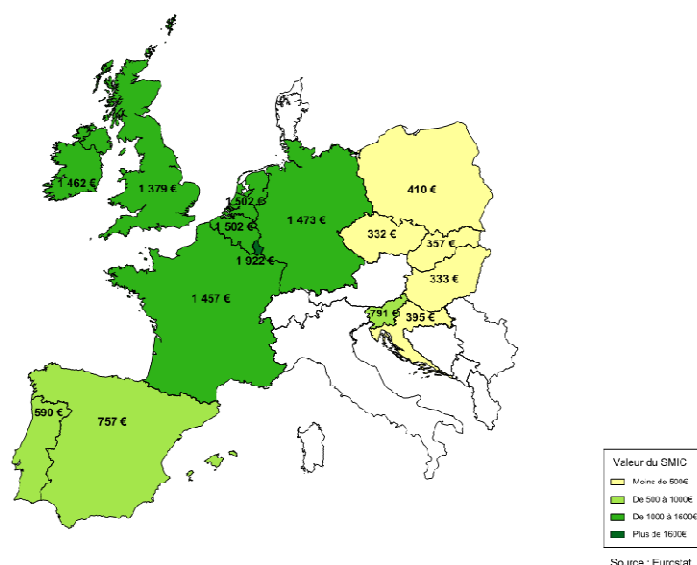 1 462 €
1 379 €
1 502 €
1 502 €
1 922 €
1 473 €
1 457 €
410 €
332 €
357 €
333 €
791 €
395 €
590 €
757 €
Valeur du SMIC
Moins de 500€
De 500 à 1000€
De 1000 à 1600€
Plus de 1600€
Source : Eurostat